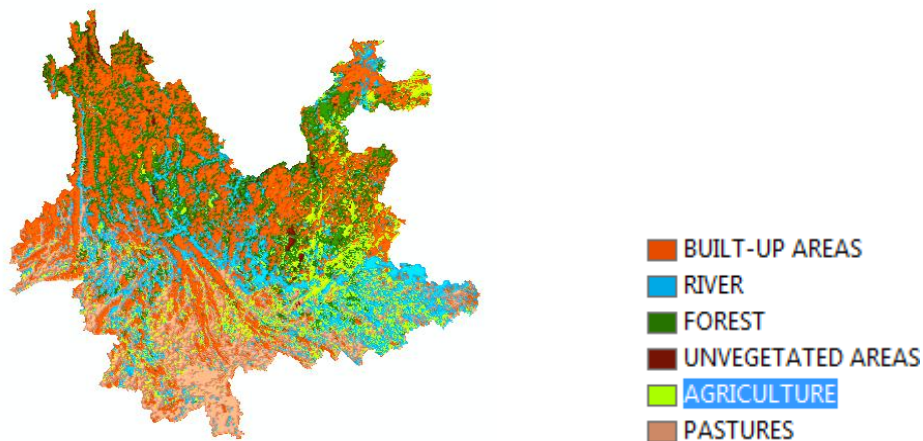 BUILT-UP AREAS
RIVER
FOREST
UNVEGETATED AREAS
AGRICULTURE
PASTURES